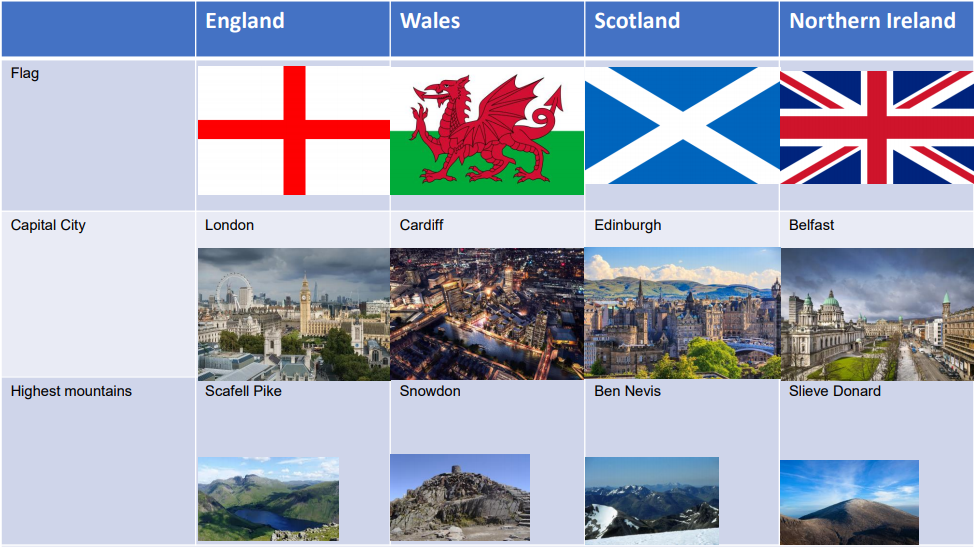 England Wales Scotland Northern Ireland
Flag
Capital City London Cardiff Edinburgh Belfast
Highest mountains Scafell Pike Snowdon Ben Nevis Slieve Donard